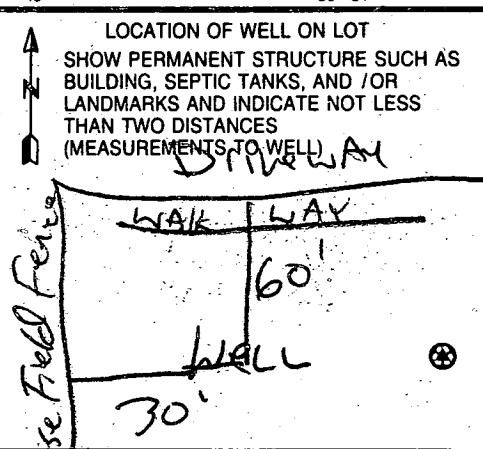 LOCATION OF WELL ON LOT
SHOW PERMANENT STRUCTURE SUCH AS
BUILDING, SEPTIC TANKS, AND / OR
LANDMARKS AND INDICATE NOT LESS
THAN TWO DISTANCES
(MEASUREMENTS TO WELL)
N
DriveWAY
WAlK WAY
60'
WELL
30'
Field Fence